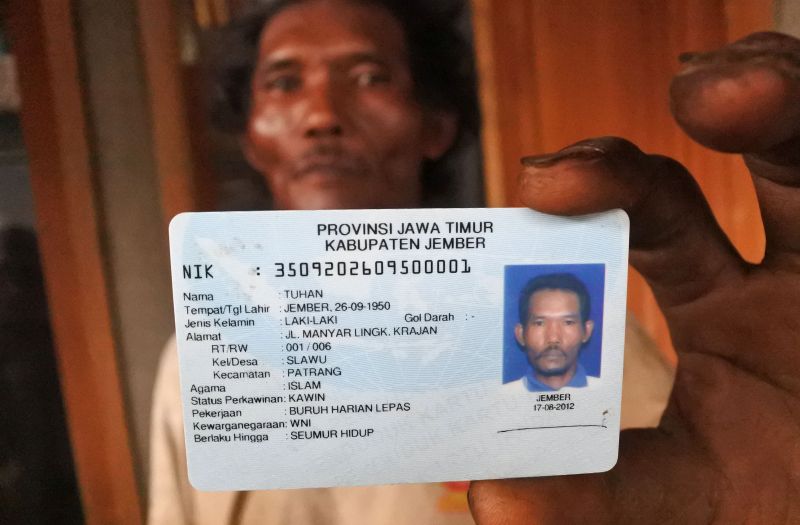 PROVINSI JAWA TIMUR
KABUPATEN JEMBER
NIK : 3509202609500001
Nama : TUHAN
Tempat/Tgl Lahir : JEMBER, 26-09-1950
Jenis Kelamin : LAKI-LAKI Gol Darah : -
Alamat : JL. MANYAR LINGK. KRAJAN
RT/RW : 001 / 006
Kel/Desa : SLAWU
Kecamatan : PATRANG
Agama : ISLAM
Status Perkawinan: KAWIN
Pekerjaan : BURUH HARIAN LEPAS
Kewarganegaraan: WNI
Berlaku Hingga : SEUMUR HIDUP
JEMBER
17-08-2012